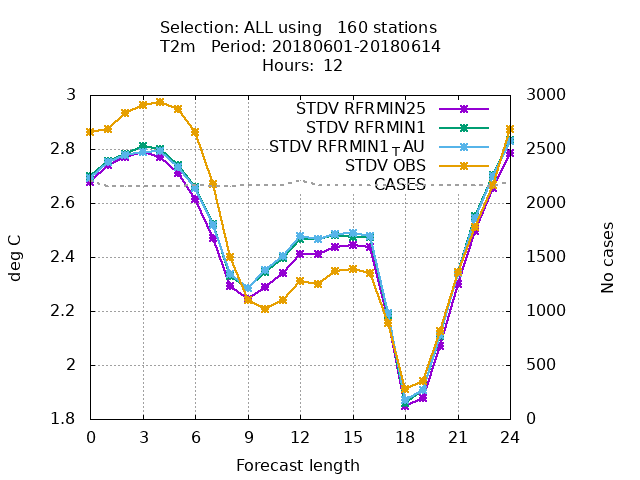 Selection: ALL using   160 stations
T2m   Period: 20180601-20180614
Hours:  12
STDV RFRMIN25
STDV RFRMIN1
STDV RFRMIN1┬AU
STDV OBS
CASES
3
2.8
2.6
2.4
2.2
2
1.8
3000
2500
2000
1500
1000
500
0
deg C
No cases
0 3 6 9 12 15 18 21 24
Forecast length